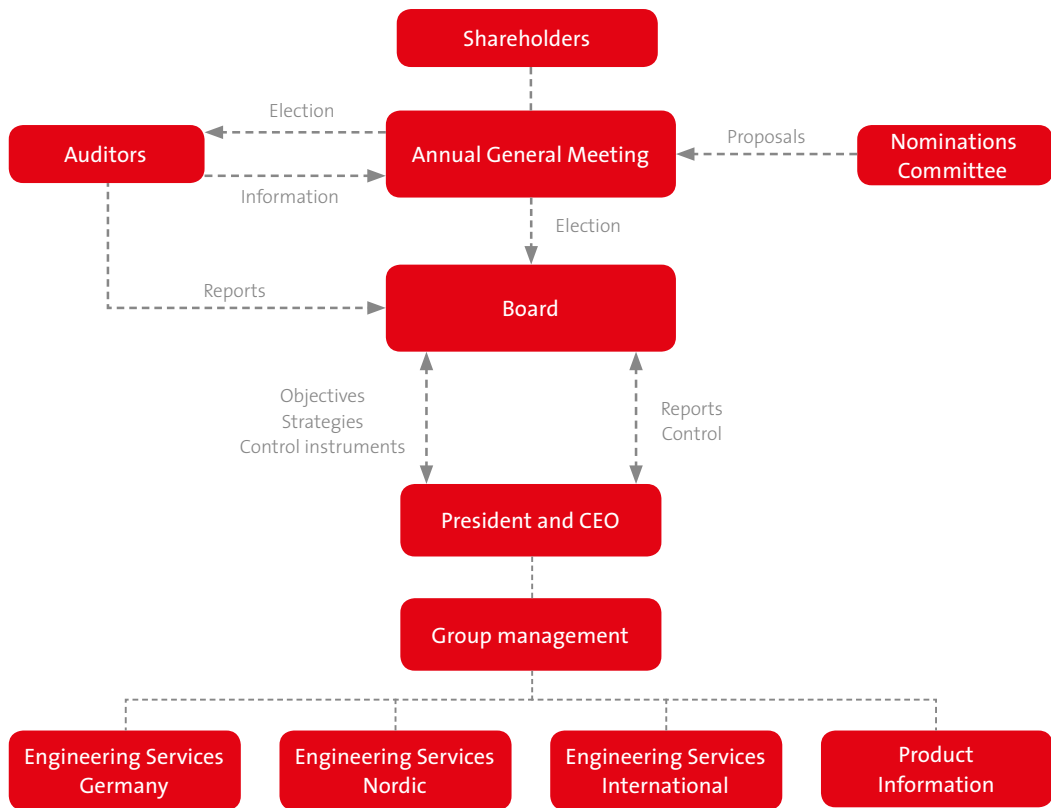 Shareholders
Election
Auditors
Annual General Meeting
Proposals
Nominations
Committee
Information
Election
Reports
Board
Objectives
Strategies
Control instruments
Reports
Control
President and CEO
Group management
Engineering Services
Germany
Engineering Services
Nordic
Engineering Services
International
Product
Information